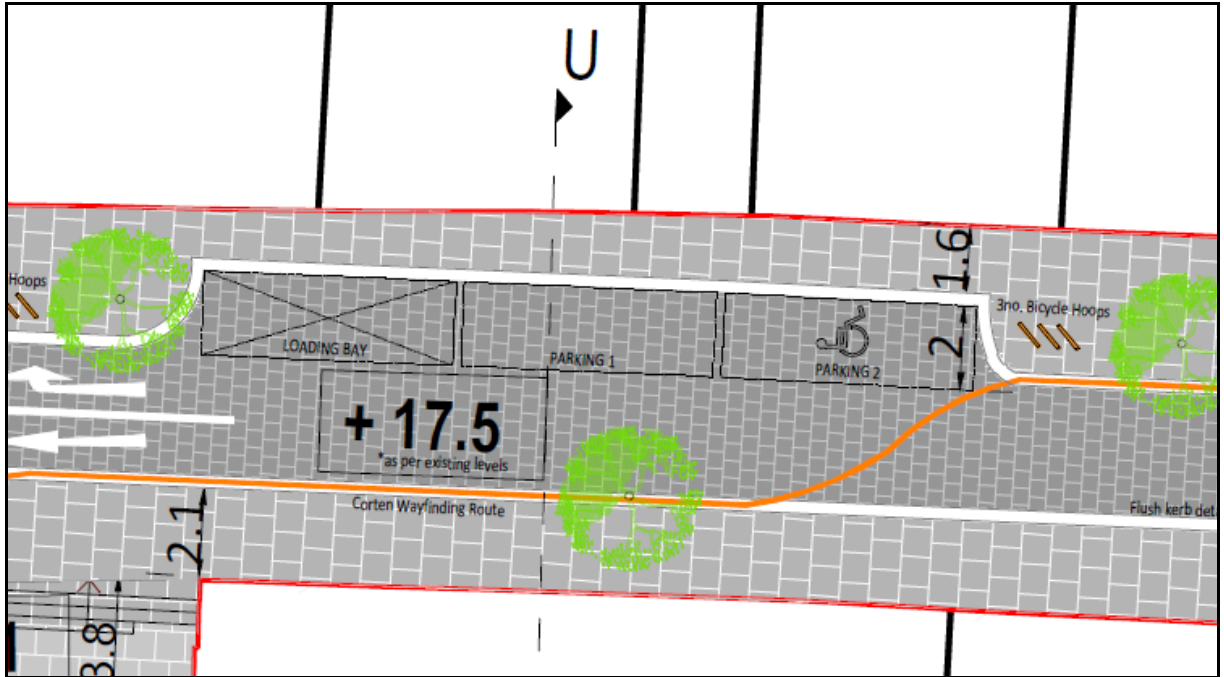 U
Hoops
1.6
3no. Bicycle Hoops
LOADING BAY
PARKING 1
PARKING 2
2
+ 17.5
*as per existing levels
Corten Wayfinding Route
Flush kerb deta
2.1
3.8